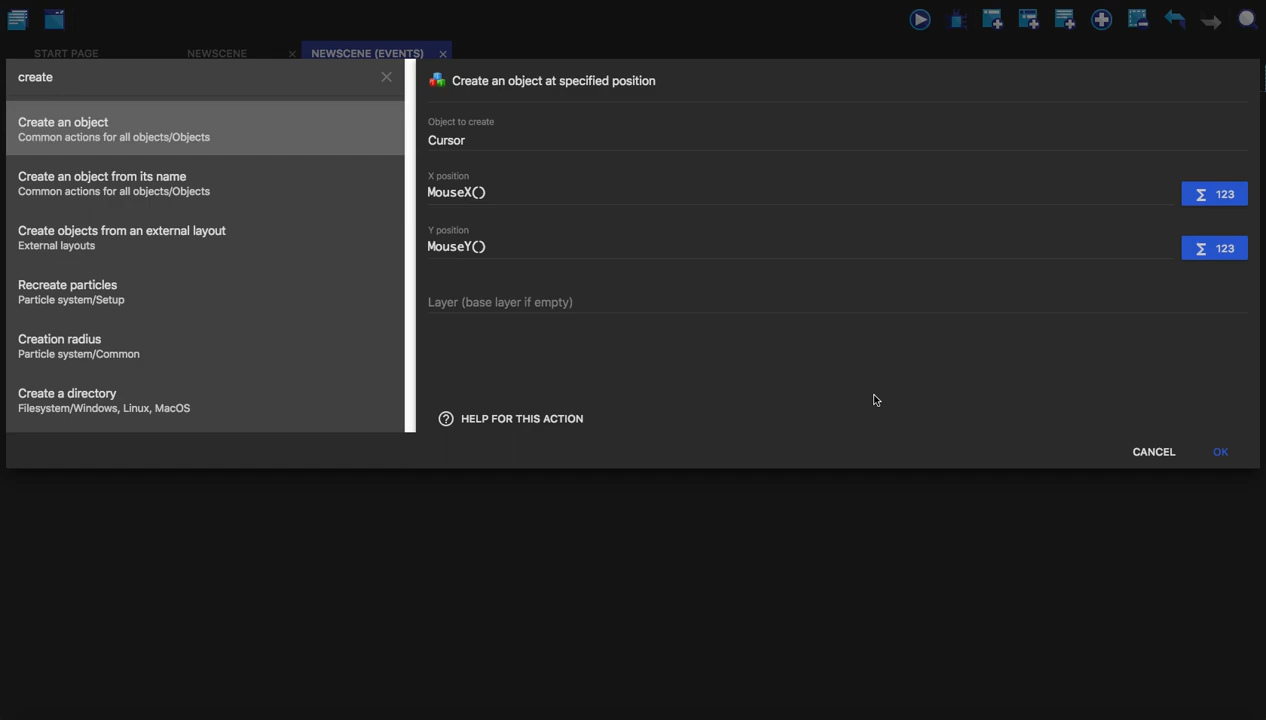 START PAGE
NEWSCENE
NEWSCENE (EVENTS)
create
Create an object
Common actions for all objects/Objects
Create an object from its name
Common actions for all objects/Objects
Create objects from an external layout
External layouts
Recreate particles
Particle system/Setup
Creation radius
Particle system/Common
Create a directory
Filesystem/Windows, Linux, MacOS
Create an object at specified position
Object to create
Cursor
X position
MouseX()
Σ 123
Y position
MouseY()
Σ 123
Layer (base layer if empty)
HELP FOR THIS ACTION
CANCEL
OK